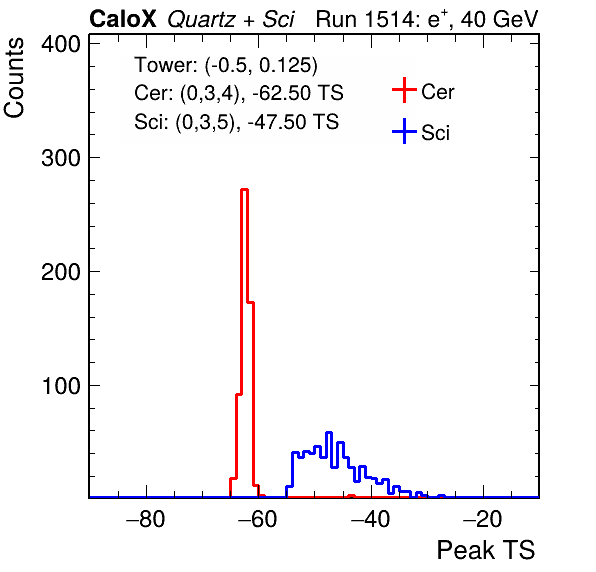 CaloX Quartz + Sci Run 1514: e⁺, 40 GeV
Counts
400
300
200
100
Tower: (-0.5, 0.125)
Cer: (0,3,4), -62.50 TS
Sci: (0,3,5), -47.50 TS
Cer
Sci
−80 −60 −40 −20
Peak TS